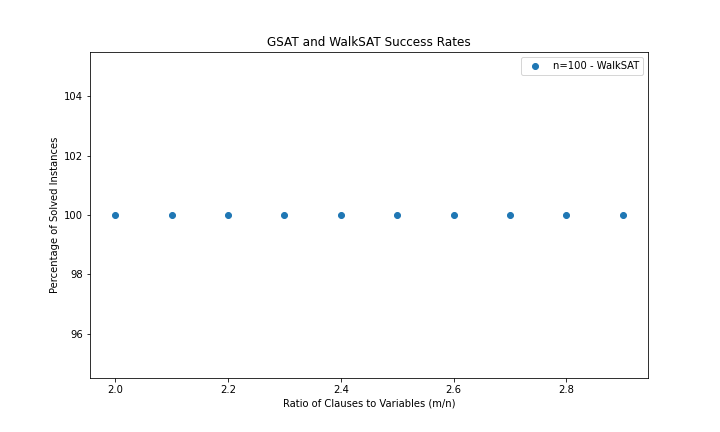 GSAT and WalkSAT Success Rates
n=100 - WalkSAT
Percentage of Solved Instances
104
102
100
98
96
2.0 2.2 2.4 2.6 2.8
Ratio of Clauses to Variables (m/n)